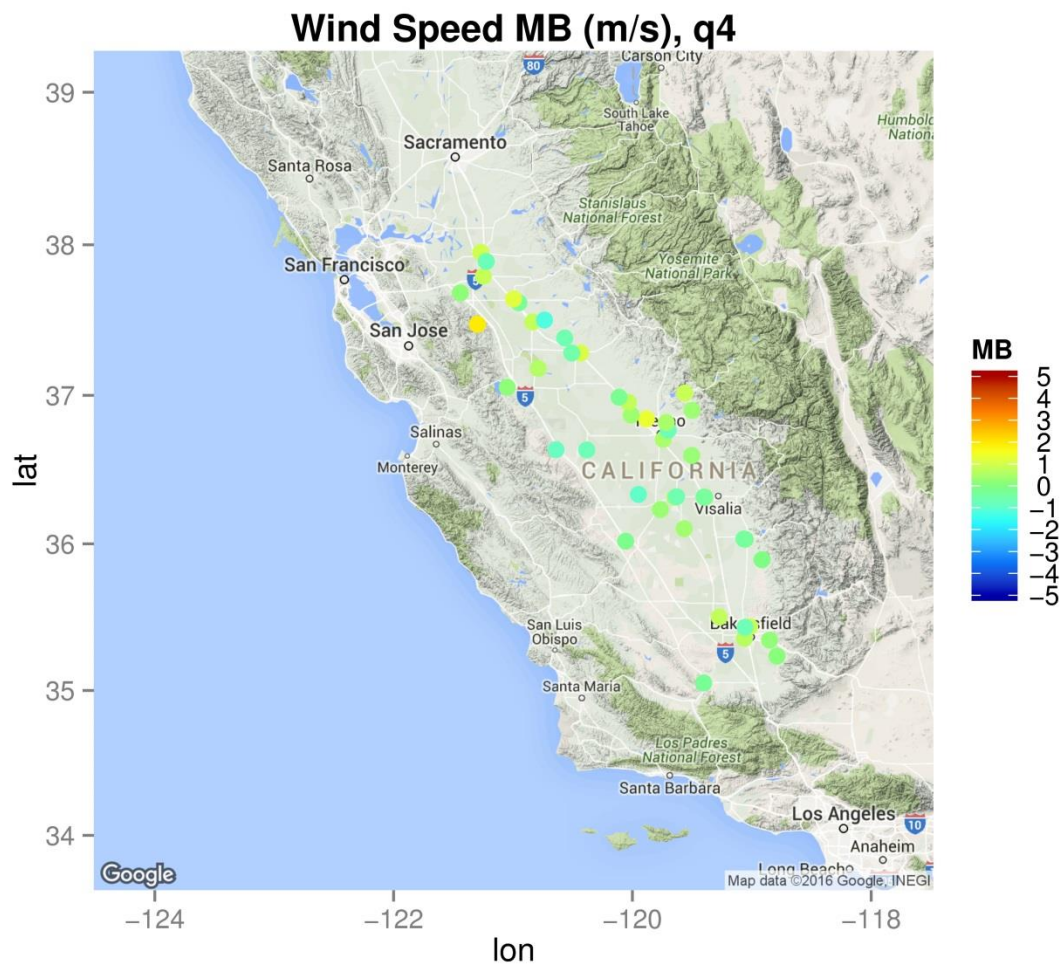 Wind Speed MB (m/s), q4
39
38
37
36
35
34
lat
−124
−122
−120
−118
lon
MB
5
4
3
2
1
0
−1
−2
−3
−4
−5
80
Carson City
South Lake
Tahoe
Sacramento
Santa Rosa
Stanislaus
National Forest
Yosemite
National Park
San Francisco
5
San Jose
5
Salinas
Monterey
CALIFORNIA
Visalia
San Luis
Obispo
5
Santa Maria
Los Padres
National Forest
Santa Barbara
Los Angeles
10
Anaheim
Long Beach
Google
Map data ©2016 Google, INEGI